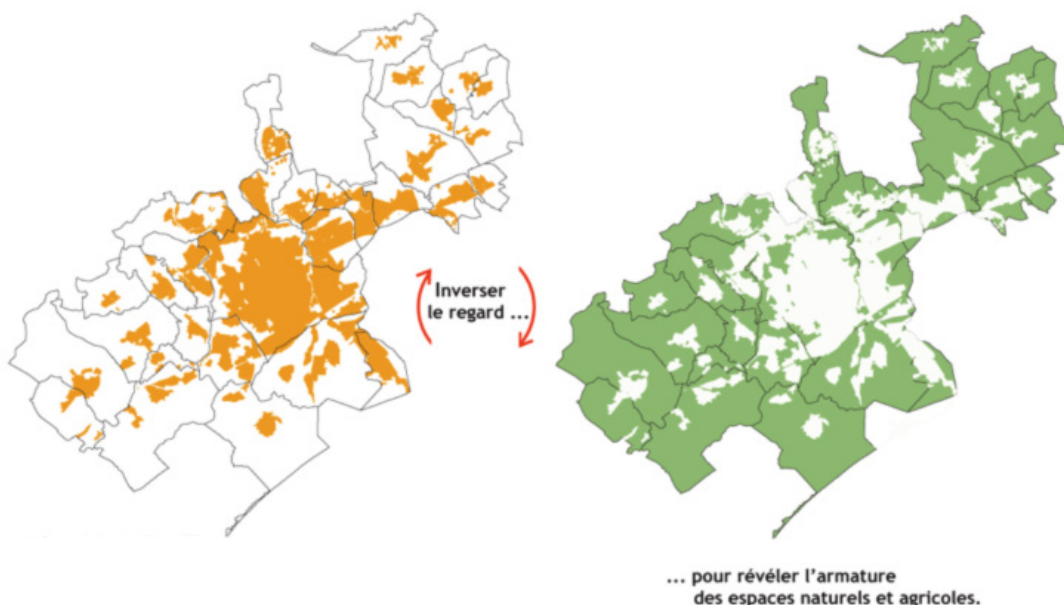 Inverser
le regard ...
... pour révéler l'armature
des espaces naturels et agricoles.